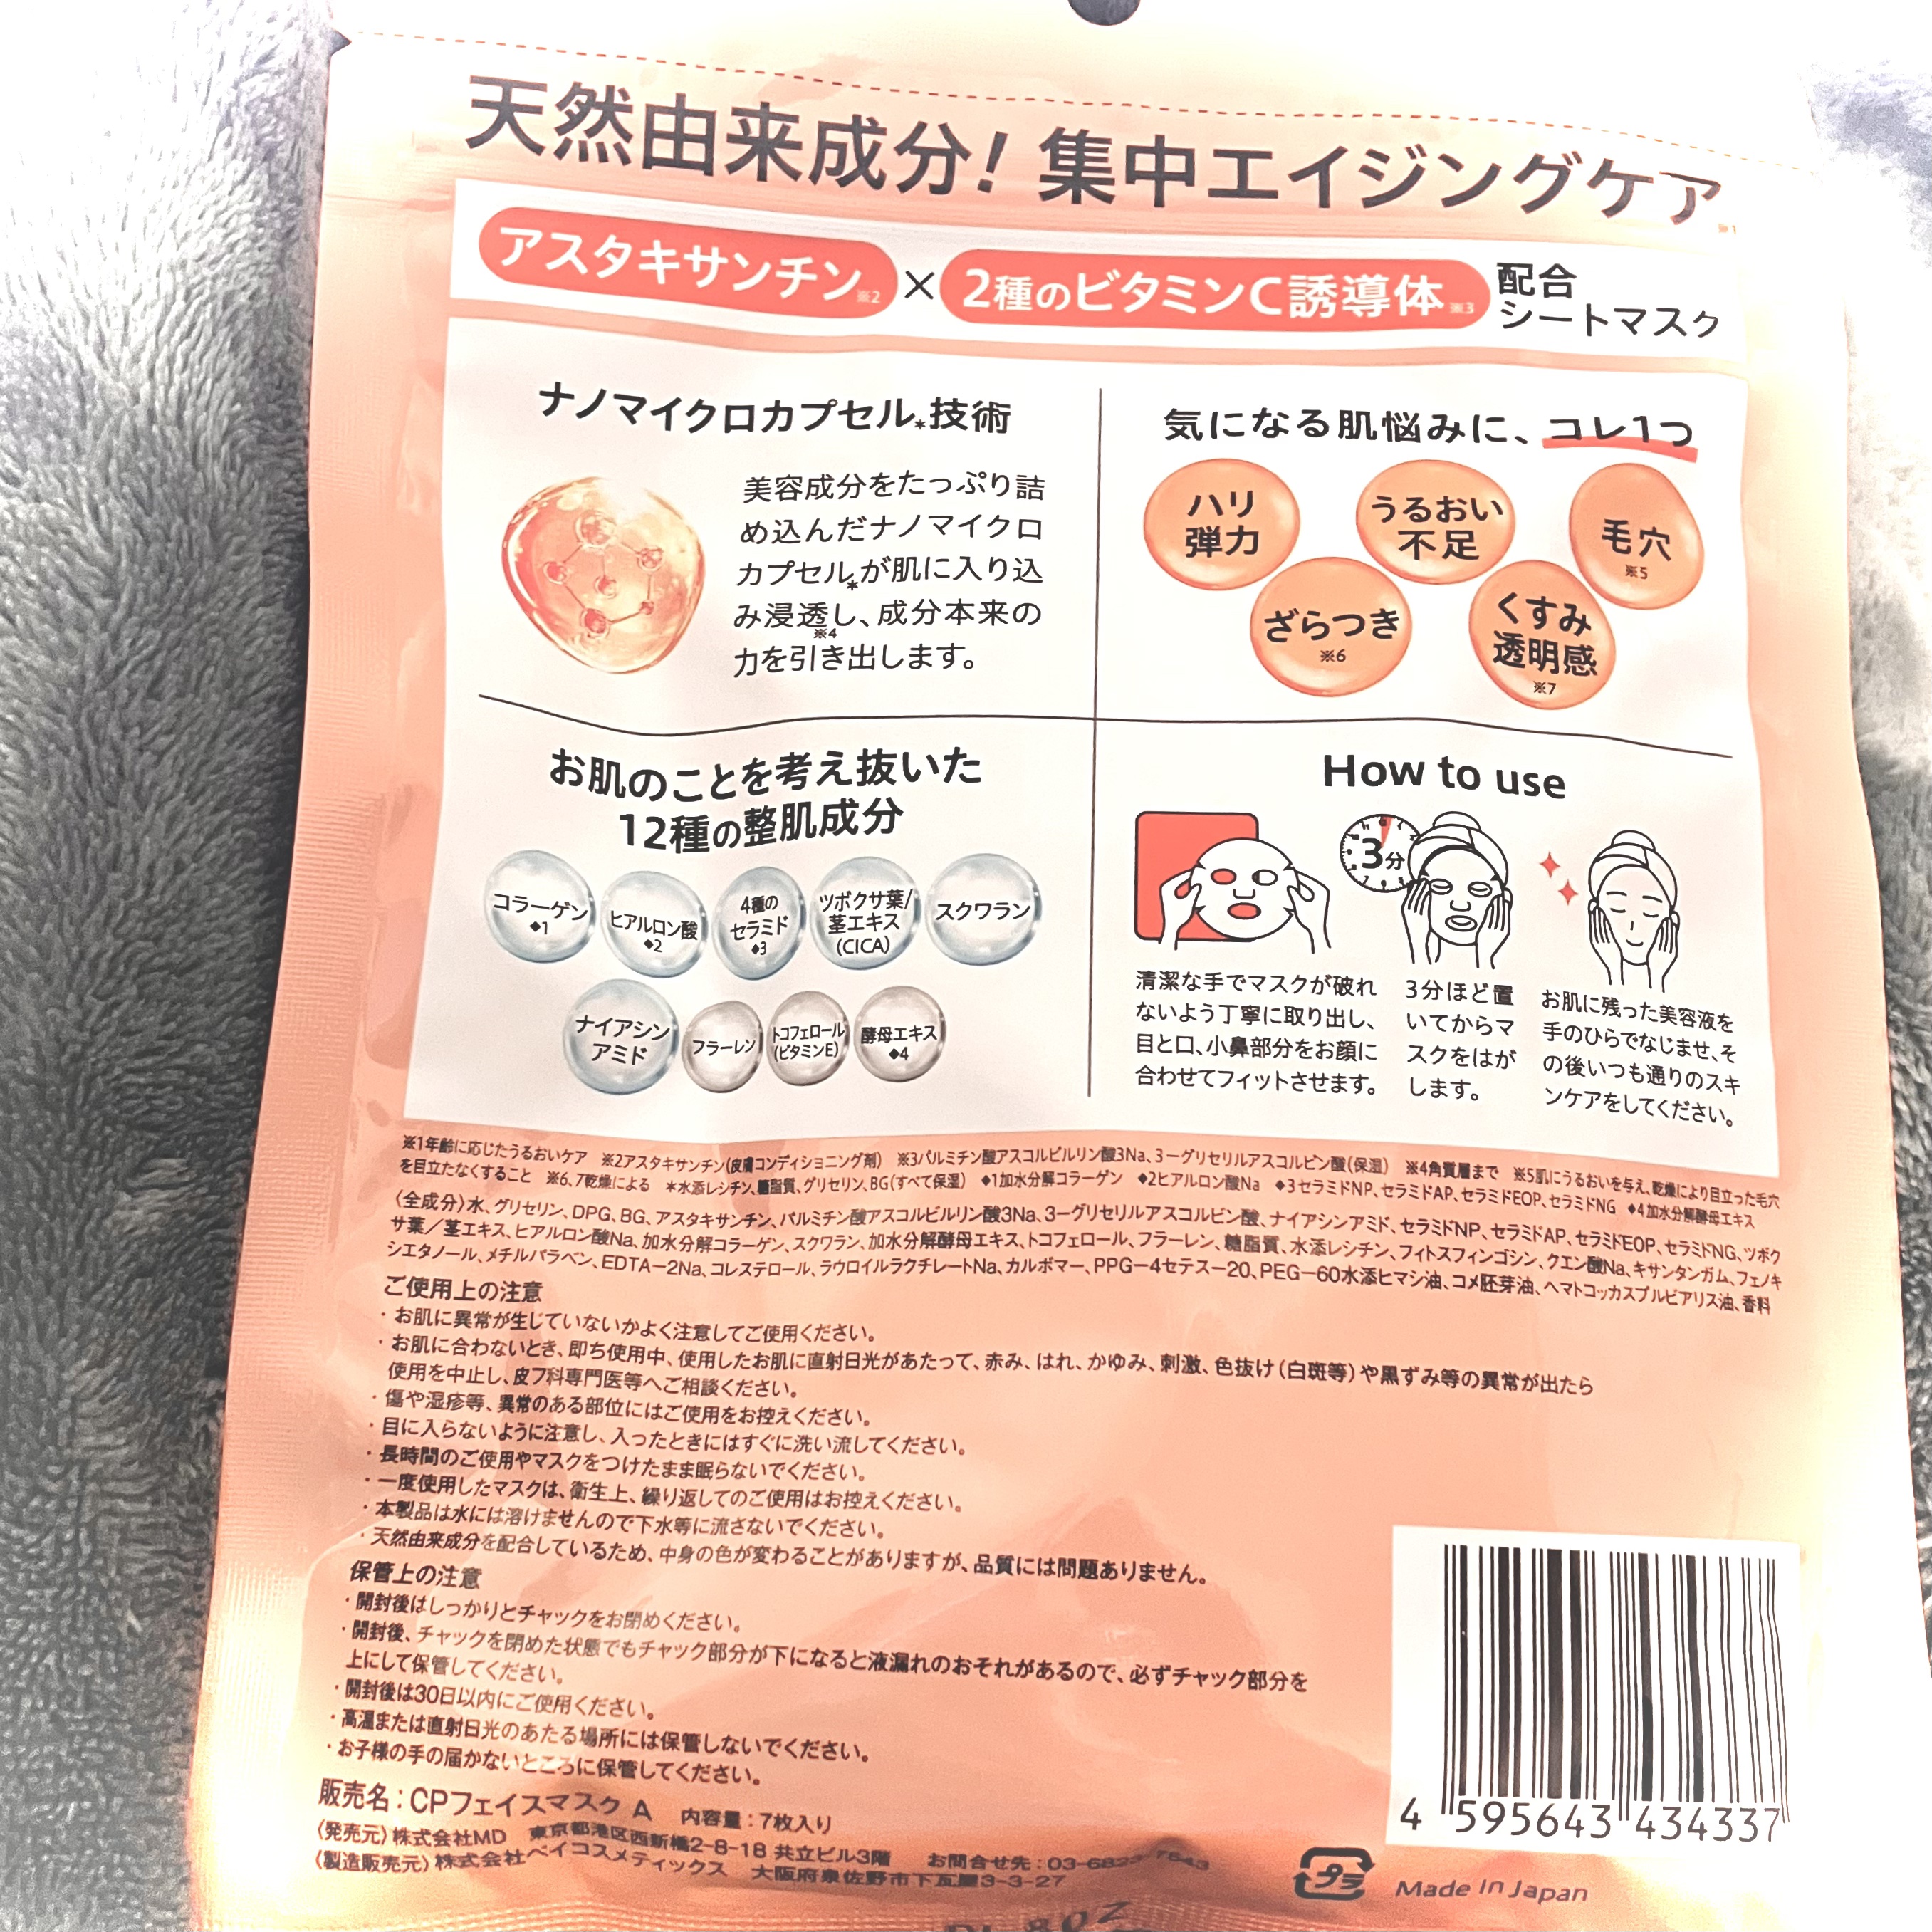 天然由来成分! 集中エイジングケア※1
アスタキサンチン※2 × 2種のビタミンC誘導体※3 配合
シートマスク
ナノマイクロカプセル*技術
美容成分をたっぷり詰
め込んだナノマイクロ
カプセル*が肌に入り込
み浸透※4し、成分本来の
力を引き出します。
気になる肌悩みに、コレ1つ
ハリ
弾力
うるおい
不足
毛穴
※5
ざらつき
※6
くすみ
透明感
※7
お肌のことを考え抜いた
12種の整肌成分
コラーゲン
◆1
ヒアルロン酸
◆2
4種の
セラミド
◆3
ツボクサ葉/
茎エキス
(CICA)
スクワラン
ナイアシン
アミド
フラーレン
トコフェロール
(ビタミンE)
酵母エキス
◆4
How to use
清潔な手でマスクが破れ
ないよう丁寧に取り出し、
目と口、小鼻部分をお顔に
合わせてフィットさせます。
3分
3分ほど置
いてからマ
スクをはが
します。
お肌に残った美容液を
手のひらでなじませ、そ
の後いつも通りのスキ
ンケアをしてください。
※1年齢に応じたうるおいケア ※2アスタキサンチン(皮膚コンディショニング剤) ※3パルミチン酸アスコルビルリン酸3Na、3-グリセリルアスコルビン酸(保湿) ※4角質層まで ※5肌にうるおいを与え、乾燥により目立った毛穴
を目立たなくすること ※6、7乾燥による *水添レシチン、糖脂質、グリセリン、BG(すべて保湿) ◆1加水分解コラーゲン ◆2ヒアルロン酸Na ◆3セラミドNP、セラミドAP、セラミドEOP、セラミドNG ◆4加水分解酵母エキス
〈全成分〉水、グリセリン、DPG、BG、アスタキサンチン、パルミチン酸アスコルビルリン酸3Na、3-グリセリルアスコルビン酸、ナイアシンアミド、セラミドNP、セラミドAP、セラミドEOP、セラミドNG、ツボク
サ葉/茎エキス、ヒアルロン酸Na、加水分解コラーゲン、スクワラン、加水分解酵母エキス、トコフェロール、フラーレン、糖脂質、水添レシチン、フィトスフィンゴシン、クエン酸Na、キサンタンガム、フェノキ
シエタノール、メチルパラベン、EDTA-2Na、コレステロール、ラウロイルラクチレートNa、カルボマー、PPG-4セテス-20、PEG-60水添ヒマシ油、コメ胚芽油、ヘマトコッカスプルビアリス油、香料
ご使用上の注意
・お肌に異常が生じていないかよく注意してご使用ください。
・お肌に合わないとき、即ち使用中、使用したお肌に直射日光があたって、赤み、はれ、かゆみ、刺激、色抜け(白斑等)や黒ずみ等の異常が出たら
使用を中止し、皮フ科専門医等へご相談ください。
・傷や湿疹等、異常のある部位にはご使用をお控えください。
・目に入らないように注意し、入ったときにはすぐに洗い流してください。
・長時間のご使用やマスクをつけたまま眠らないでください。
・一度使用したマスクは、衛生上、繰り返してのご使用はお控えください。
・本製品は水には溶けませんので下水等に流さないでください。
・天然由来成分を配合しているため、中身の色が変わることがありますが、品質には問題ありません。
保管上の注意
・開封後はしっかりとチャックをお閉めください。
・開封後、チャックを閉めた状態でもチャック部分が下になると液漏れのおそれがあるので、必ずチャック部分を
上にして保管してください。
・開封後は30日以内にご使用ください。
・高温または直射日光のあたる場所には保管しないでください。
・お子様の手の届かないところに保管してください。
販売名:CPフェイスマスク A 内容量:7枚入り
〈発売元〉株式会社MD 東京都港区西新橋2-8-18 共立ビル3階 お問合せ先:03-
〈製造販売元〉株式会社ベイコスメティックス 大阪府泉佐野市下瓦屋3-3-27
4 595643 434337
プラ
Made In Japan